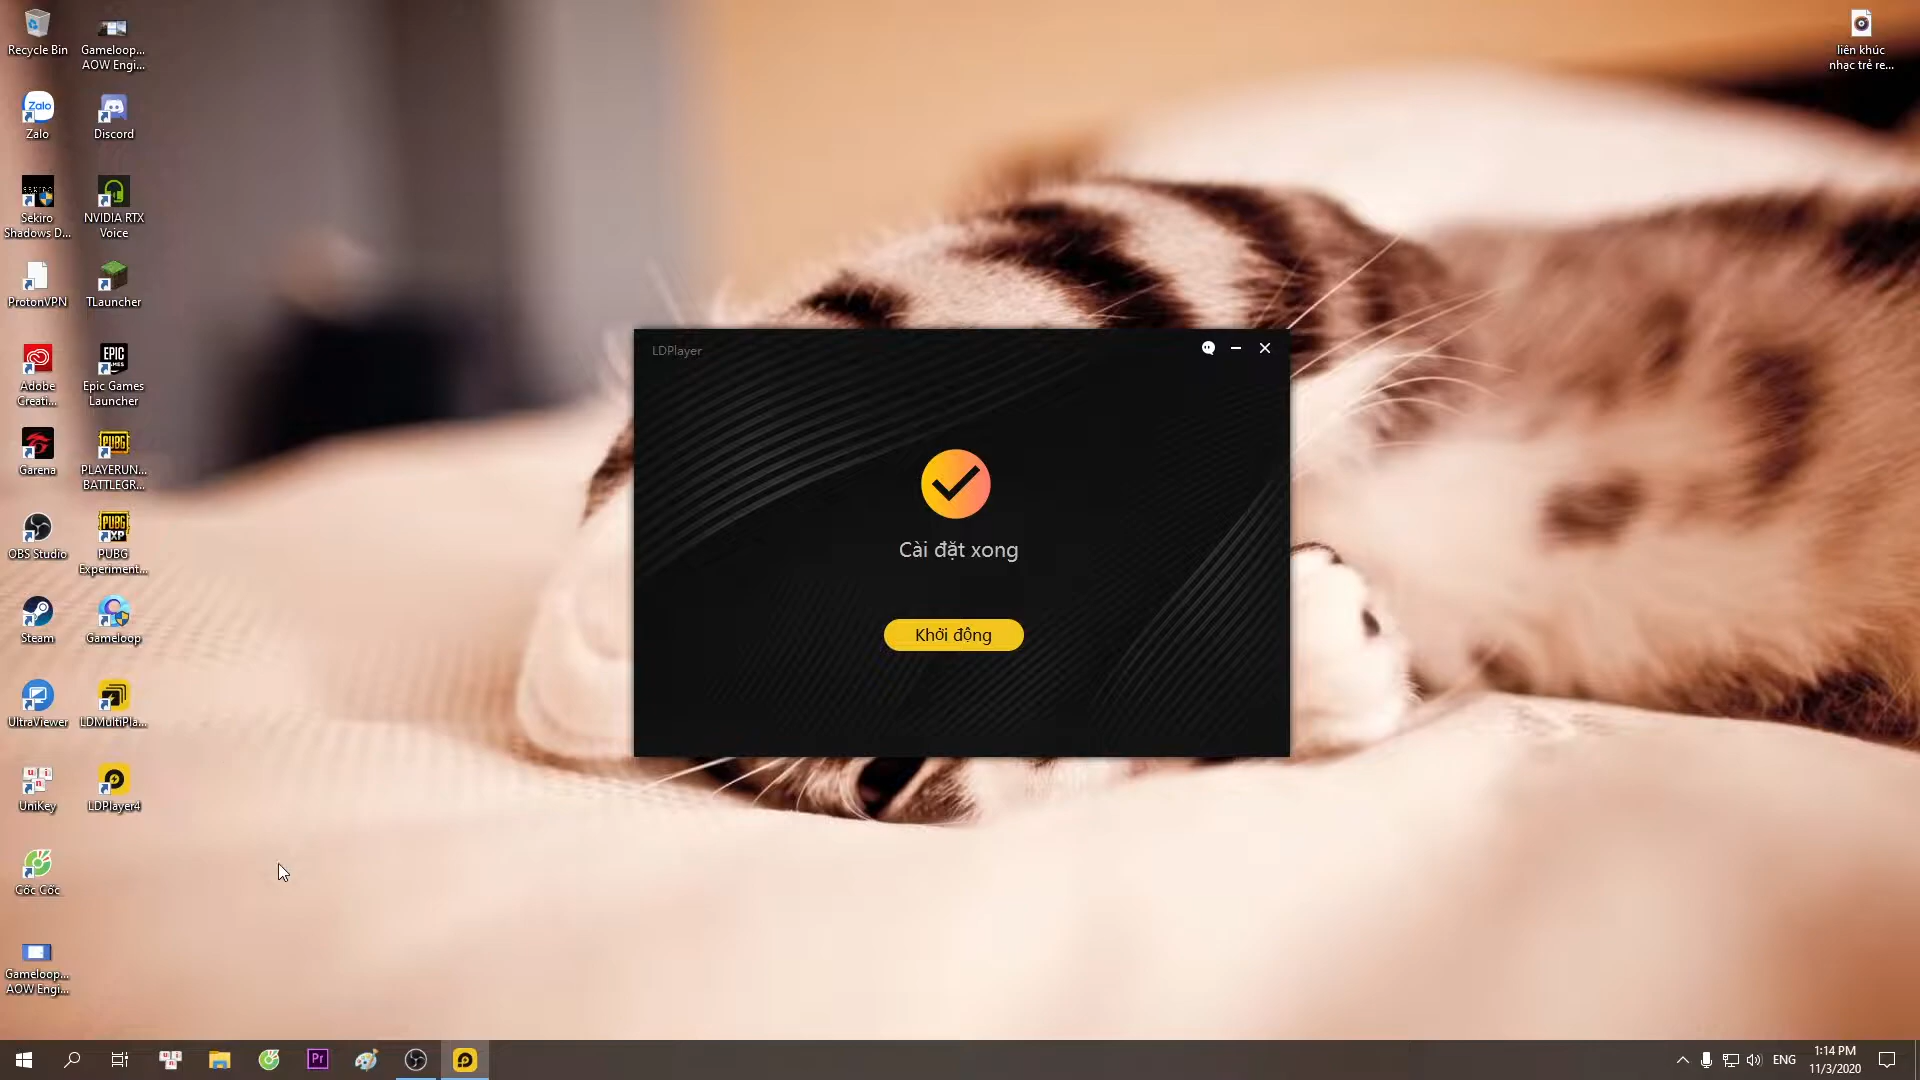 Recycle Bin
Gameloop...
AOW Engi...
Zalo
Zalo
Discord
SEKIRO
Sekiro
Shadows D...
NVIDIA RTX
Voice
ProtonVPN
TLauncher
Adobe
Creati...
EPIC
GAMES
Epic Games
Launcher
Garena
PUBG
PLAYERUN...
BATTLEGR...
OBS Studio
PUBG
XP
PUBG
Experiment...
Steam
Gameloop
UltraViewer
LDMultiPla...
UniKey
LDPlayer4
Cốc Cốc
Gameloop...
AOW Engi...
liên khúc
nhạc trẻ re...
LDPlayer
Cài đặt xong
Khởi động
Pr
ENG
1:14 PM
11/3/2020